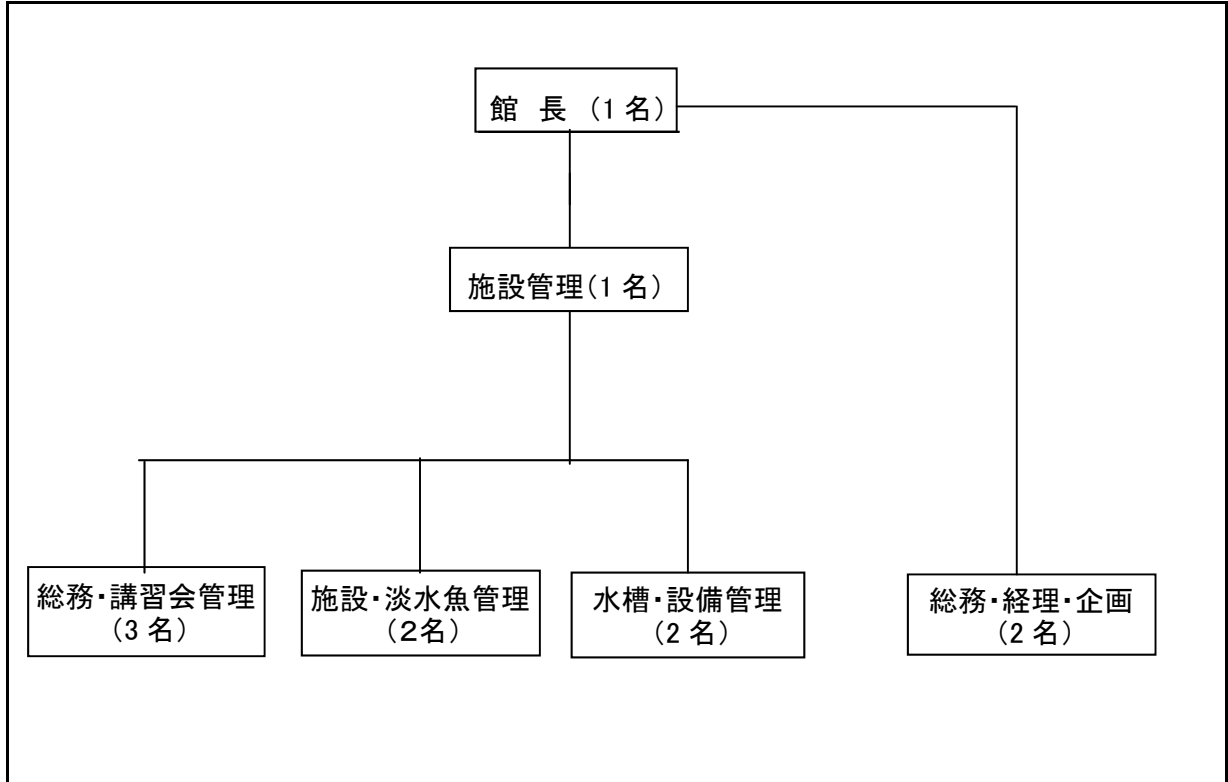 館 長 (1 名)
施設管理(1 名)
総務・講習会管理
(3 名)
施設・淡水魚管理
(2名)
水槽・設備管理
(2 名)
総務・経理・企画
(2 名)